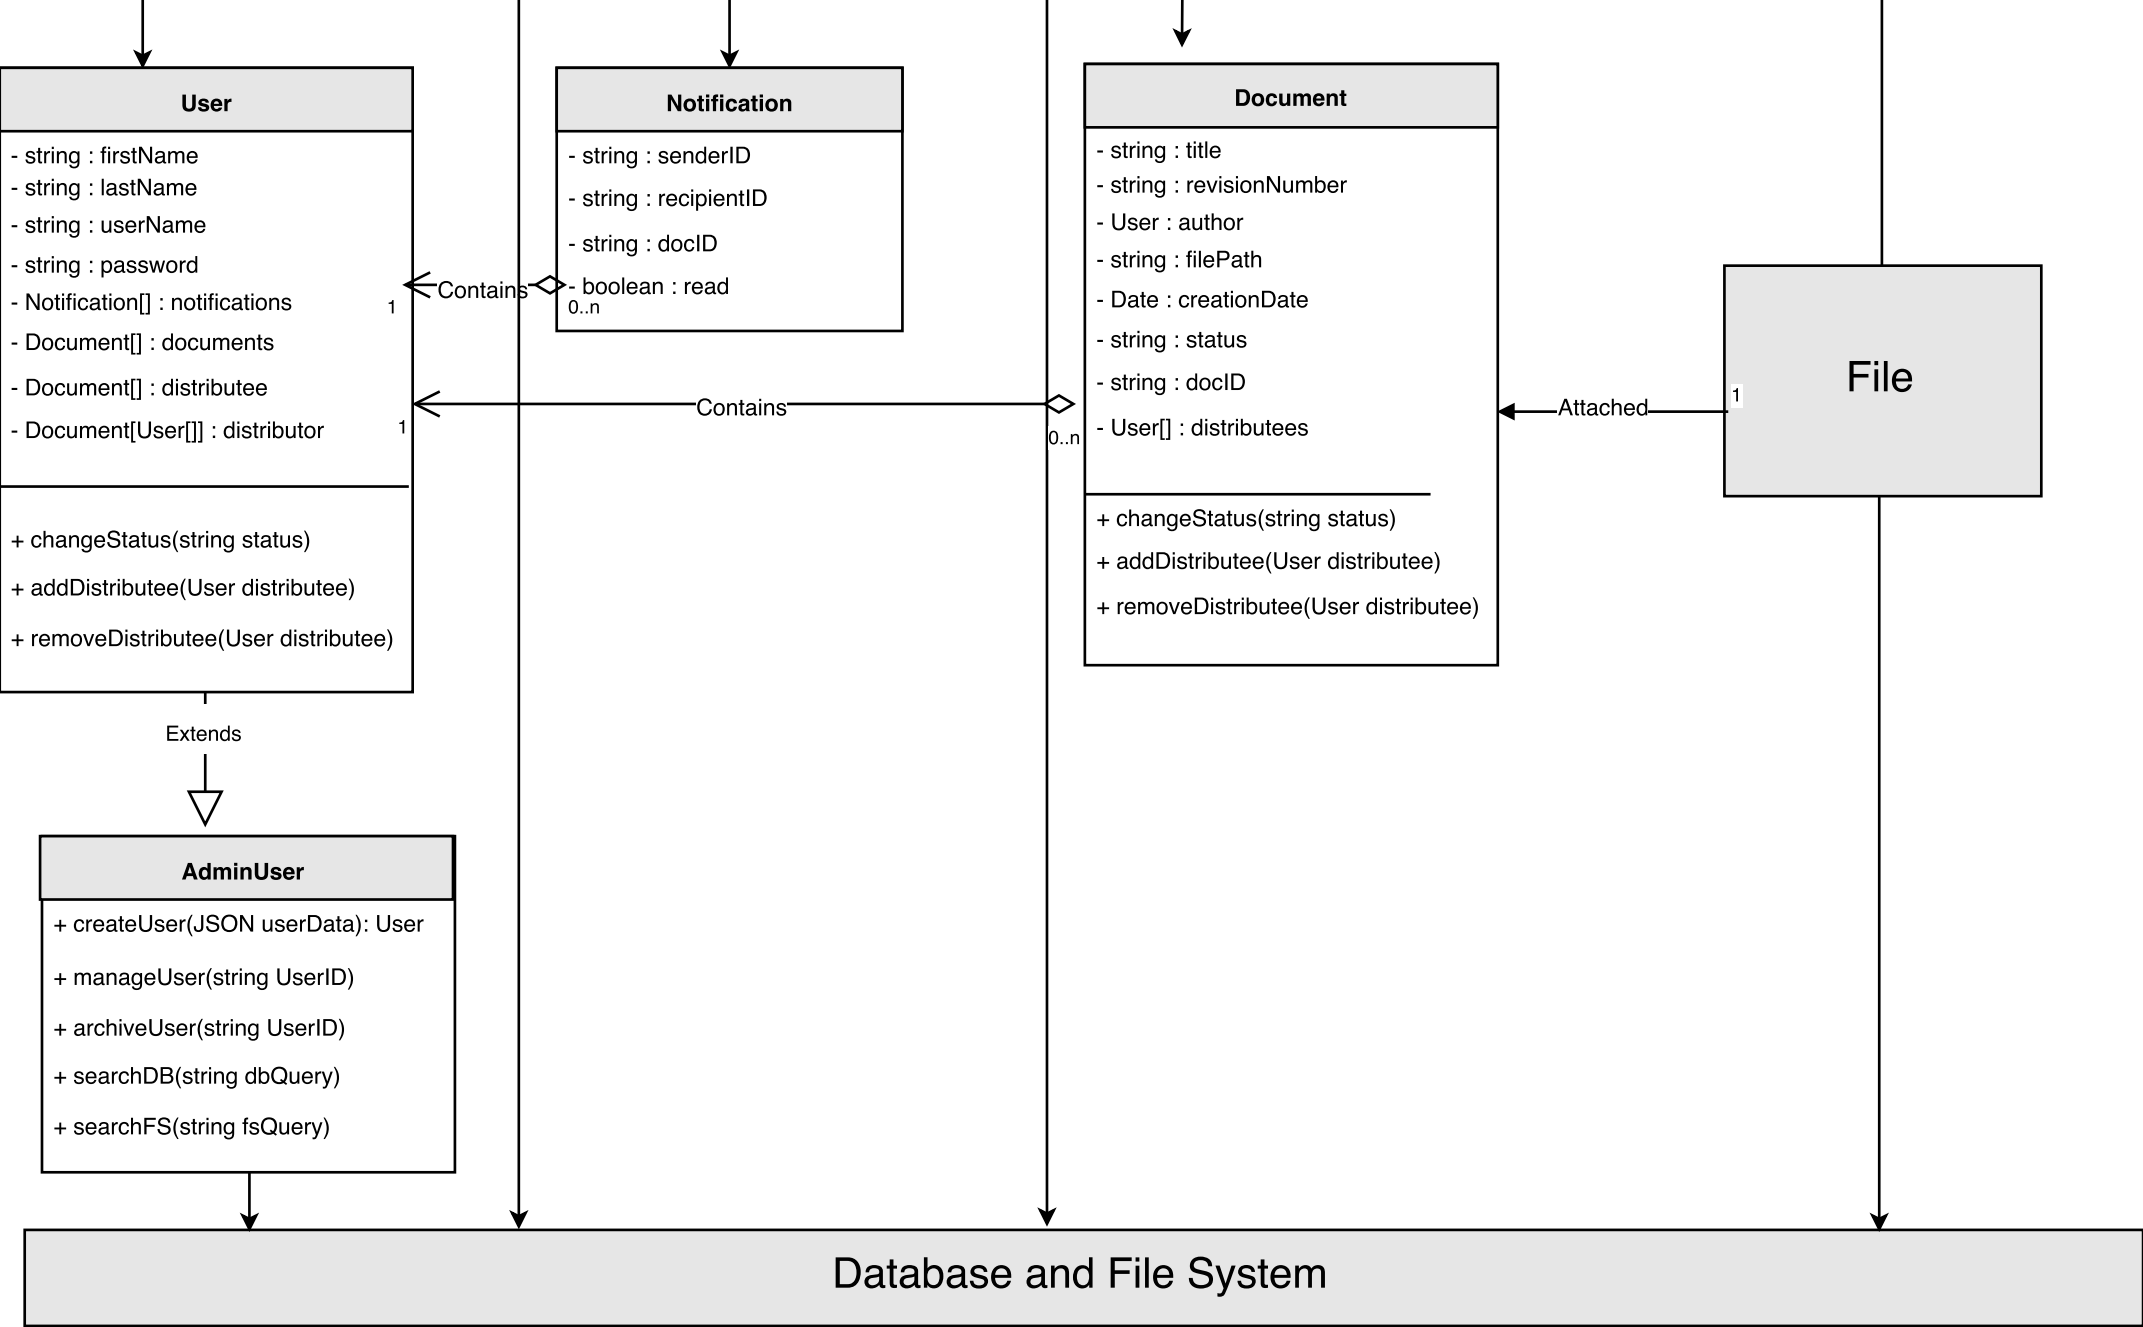 User
- string : firstName
- string : lastName
- string : userName
- string : password
- Notification[] : notifications
- Document[] : documents
- Document[] : distributee
- Document[User[]] : distributor
+ changeStatus(string status)
+ addDistributee(User distributee)
+ removeDistributee(User distributee)
1
Contains
1
Notification
- string : senderID
- string : recipientID
- string : docID
- boolean : read
0..n
Contains
0..n
Document
- string : title
- string : revisionNumber
- User : author
- string : filePath
- Date : creationDate
- string : status
- string : docID
- User[] : distributees
+ changeStatus(string status)
+ addDistributee(User distributee)
+ removeDistributee(User distributee)
Attached
1
File
Extends
AdminUser
+ createUser(JSON userData): User
+ manageUser(string UserID)
+ archiveUser(string UserID)
+ searchDB(string dbQuery)
+ searchFS(string fsQuery)
Database and File System